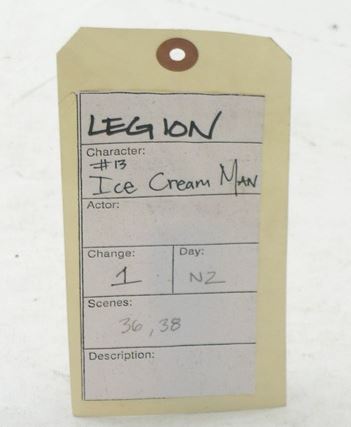 LEGION
Character:
#13
Ice Cream MAN
Actor:
Change: Day:
1 N2
Scenes:
36, 38
Description: